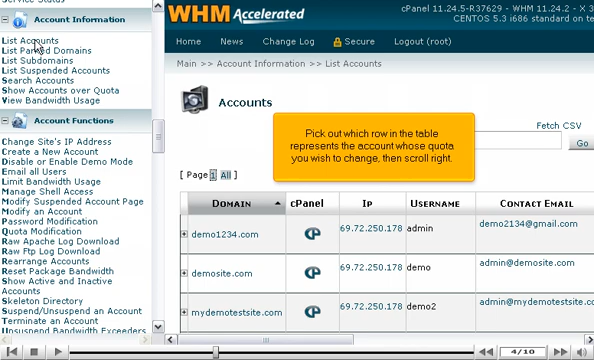 Service Status
Account Information
List Accounts
List Parked Domains
List Subdomains
List Suspended Accounts
Search Accounts
Show Accounts over Quota
View Bandwidth Usage
Account Functions
Change Site's IP Address
Create a New Account
Disable or Enable Demo Mode
Email all Users
Limit Bandwidth Usage
Manage Shell Access
Modify Suspended Account Page
Modify an Account
Password Modification
Quota Modification
Raw Apache Log Download
Raw Ftp Log Download
Rearrange Accounts
Reset Package Bandwidth
Show Active and Inactive
Accounts
Skeleton Directory
Suspend/Unsuspend an Account
Terminate an Account
Unsuspend Bandwidth Exceeders
WHM Accelerated
cPanel 11.24.5-R37629 - WHM 11.24.2 - X 3
CENTOS 5.3 i686 standard on te
Home News Change Log Secure Logout (root)
Main >> Account Information >> List Accounts
Accounts
Fetch CSV
Go
Pick out which row in the table
represents the account whose quota
you wish to change, then scroll right.
[ Page 1 All ]
DOMAIN cPanel IP USERNAME CONTACT EMAIL
demo1234.com cP 69.72.250.178 admin demo2134@gmail.com
demosite.com cP 69.72.250.178 demo admin@demosite.com
mydemotestsite.com cP 69.72.250.178 demo2 admin@mydemotestsite.co
4/10